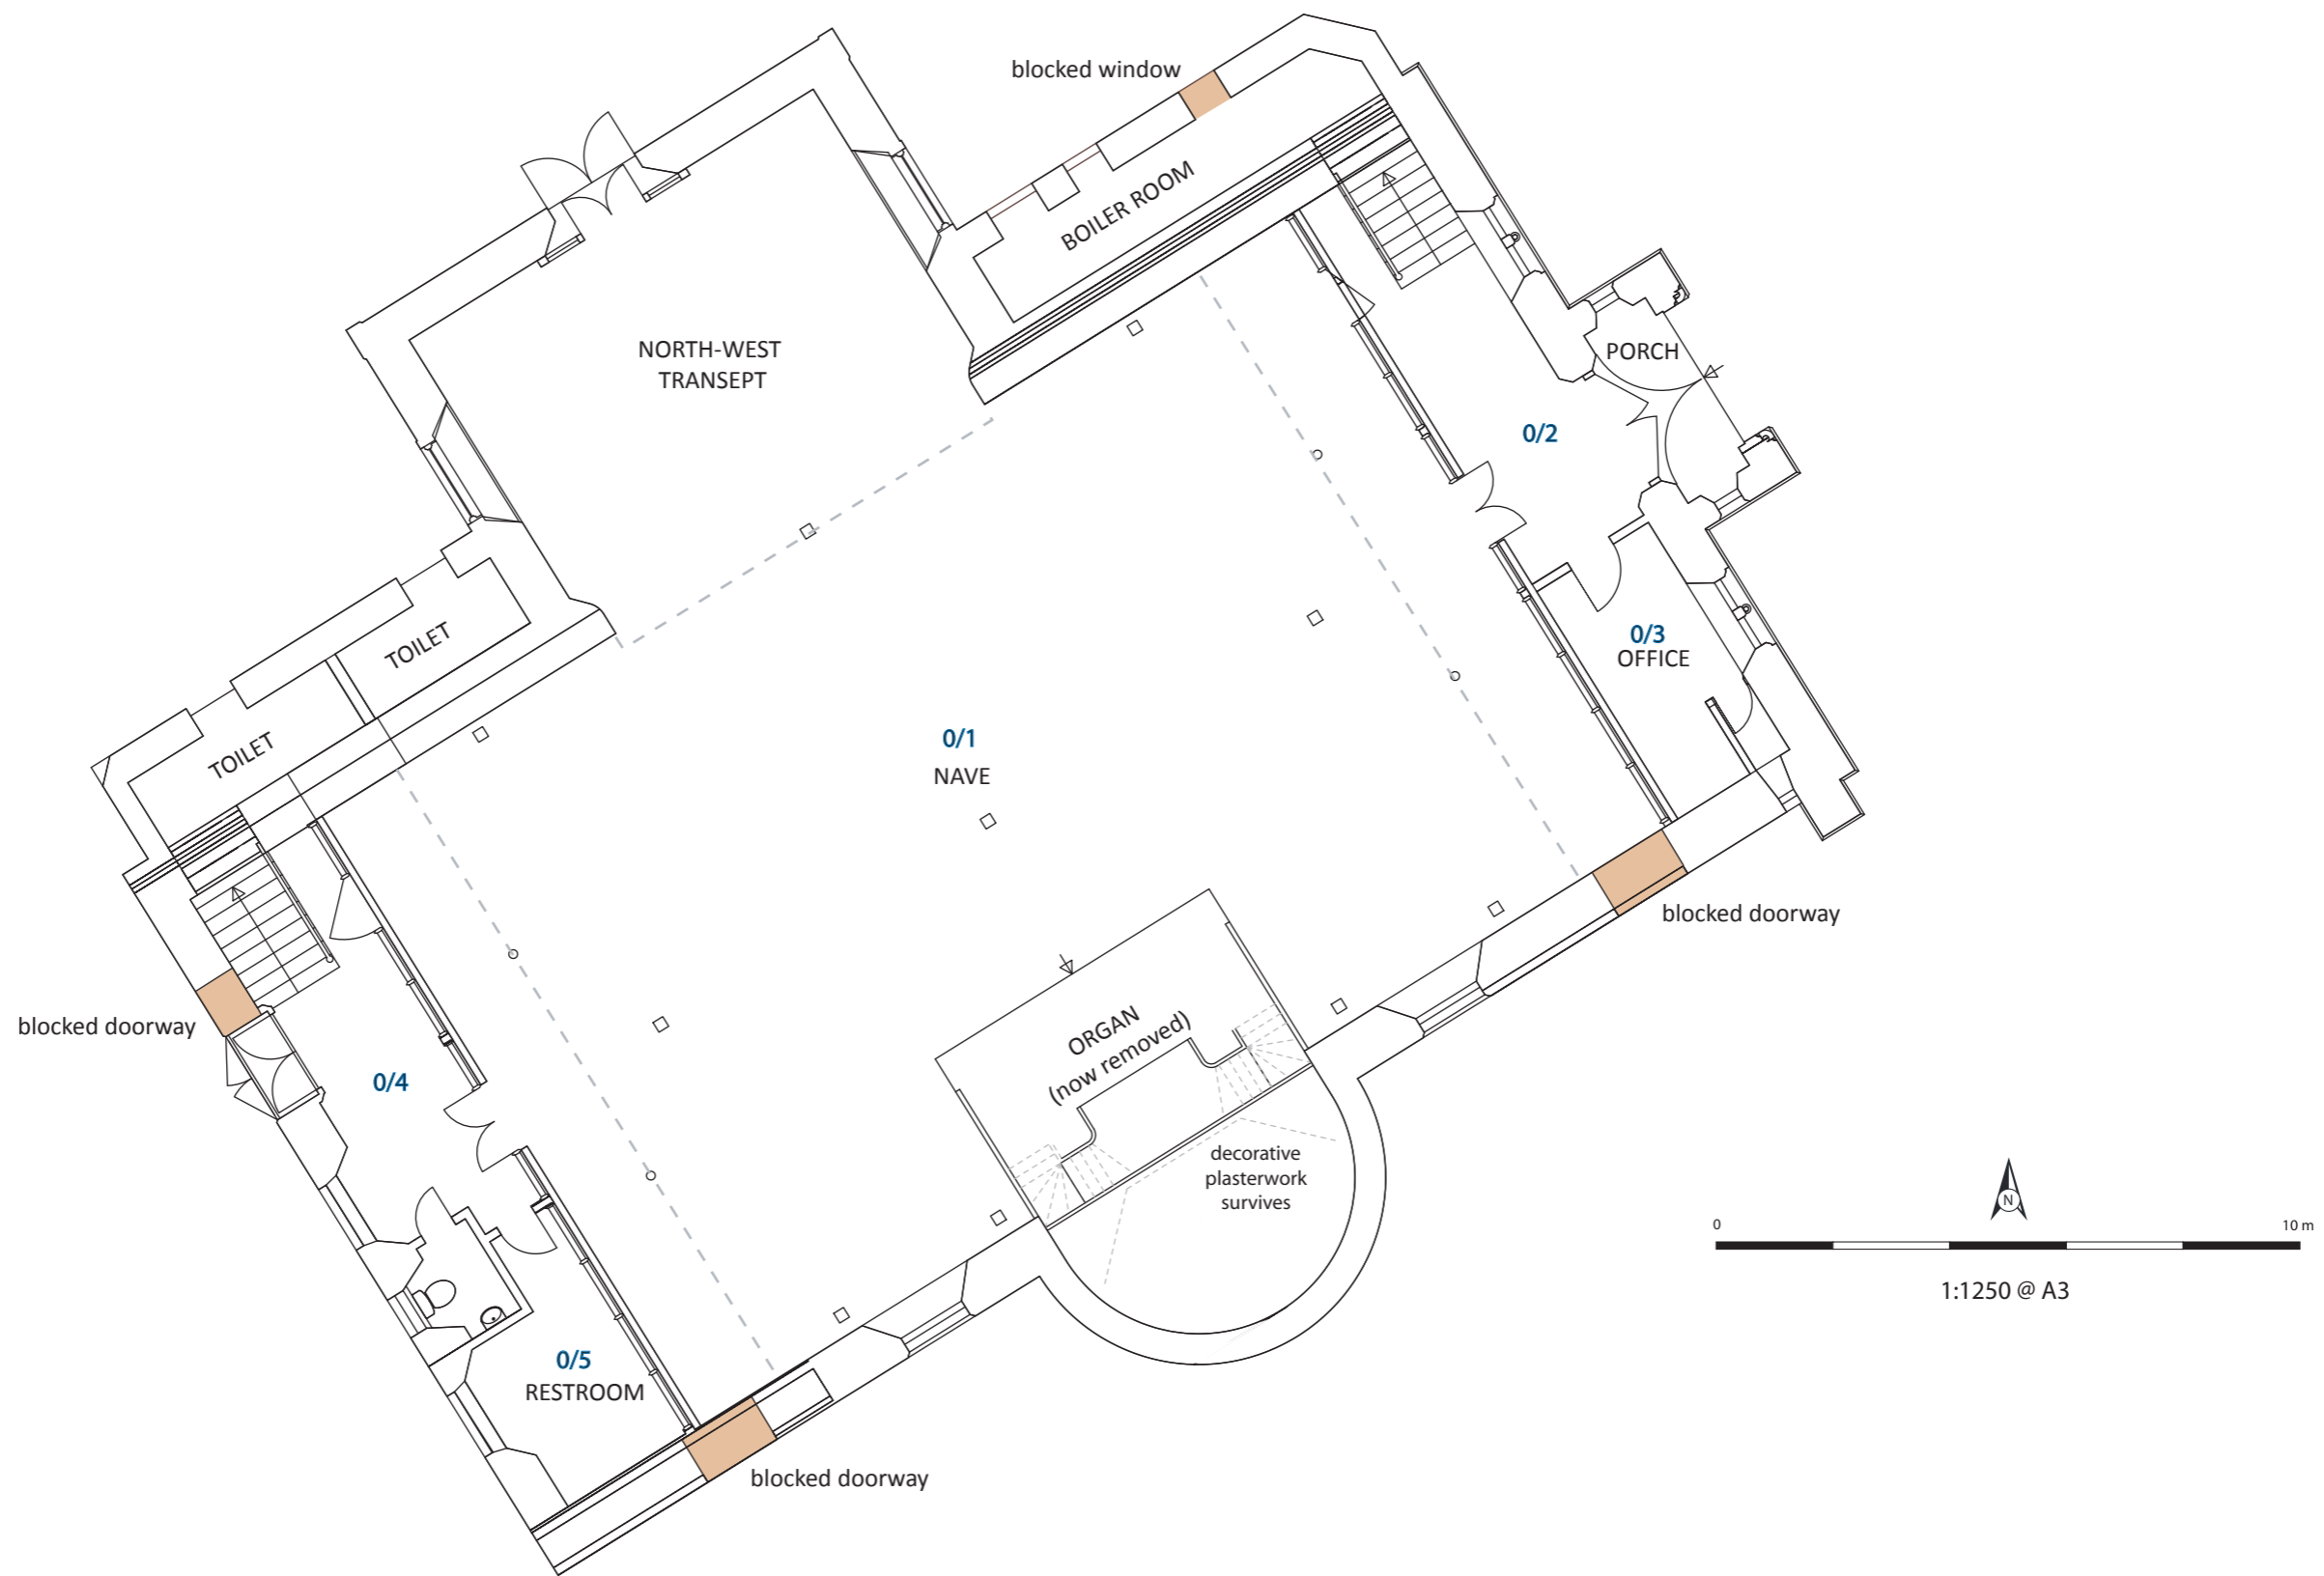 blocked window
BOILER ROOM
NORTH-WEST
TRANSEPT
PORCH
0/2
TOILET
0/3
OFFICE
TOILET
0/1
NAVE
blocked doorway
ORGAN
(now removed)
blocked doorway
0/4
decorative
plasterwork
survives
N
0
10 m
1:1250 @ A3
0/5
RESTROOM
blocked doorway